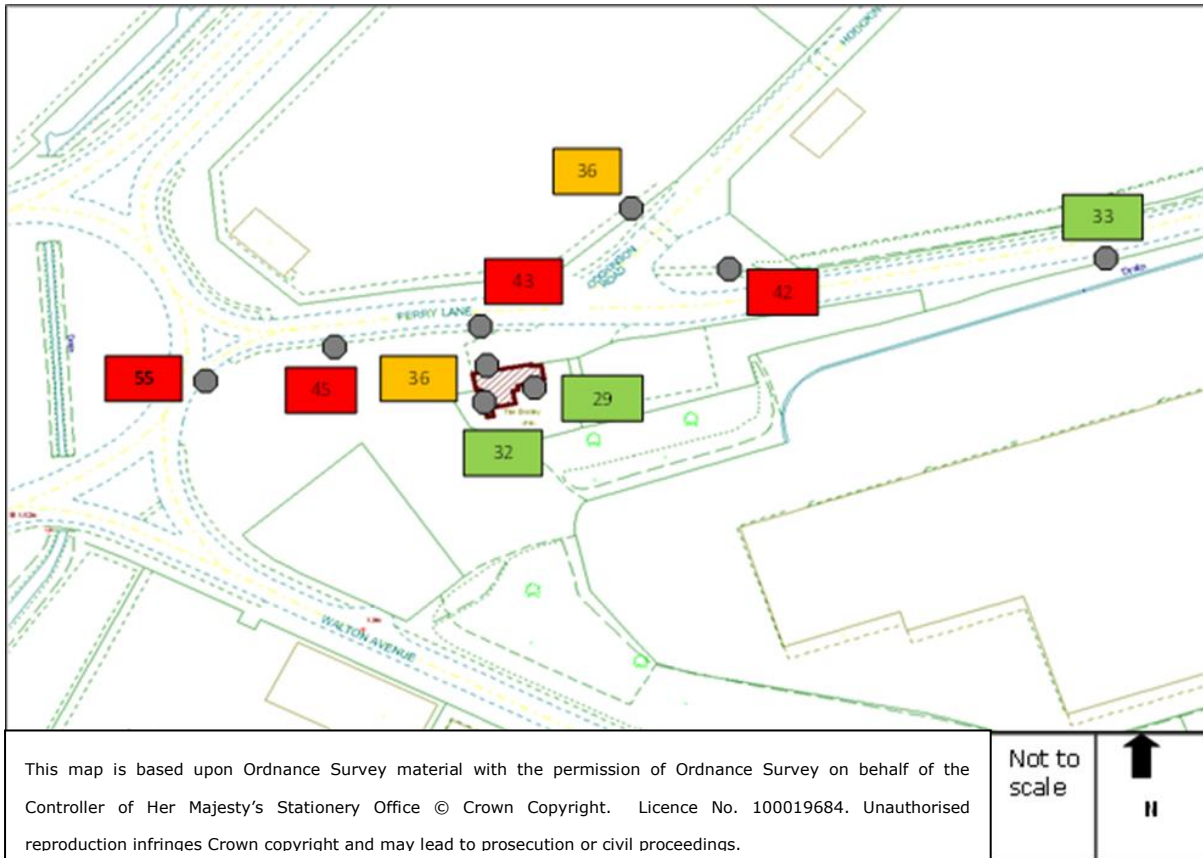 36
33
43
42
55
45
36
29
32
PERRY LANE
WALTON AVENUE
ROAD
Drain
This map is based upon Ordnance Survey material with the permission of Ordnance Survey on behalf of the
Controller of Her Majesty's Stationery Office © Crown Copyright. Licence No. 100019684. Unauthorised
reproduction infringes Crown copyright and may lead to prosecution or civil proceedings.
Not to
scale
N